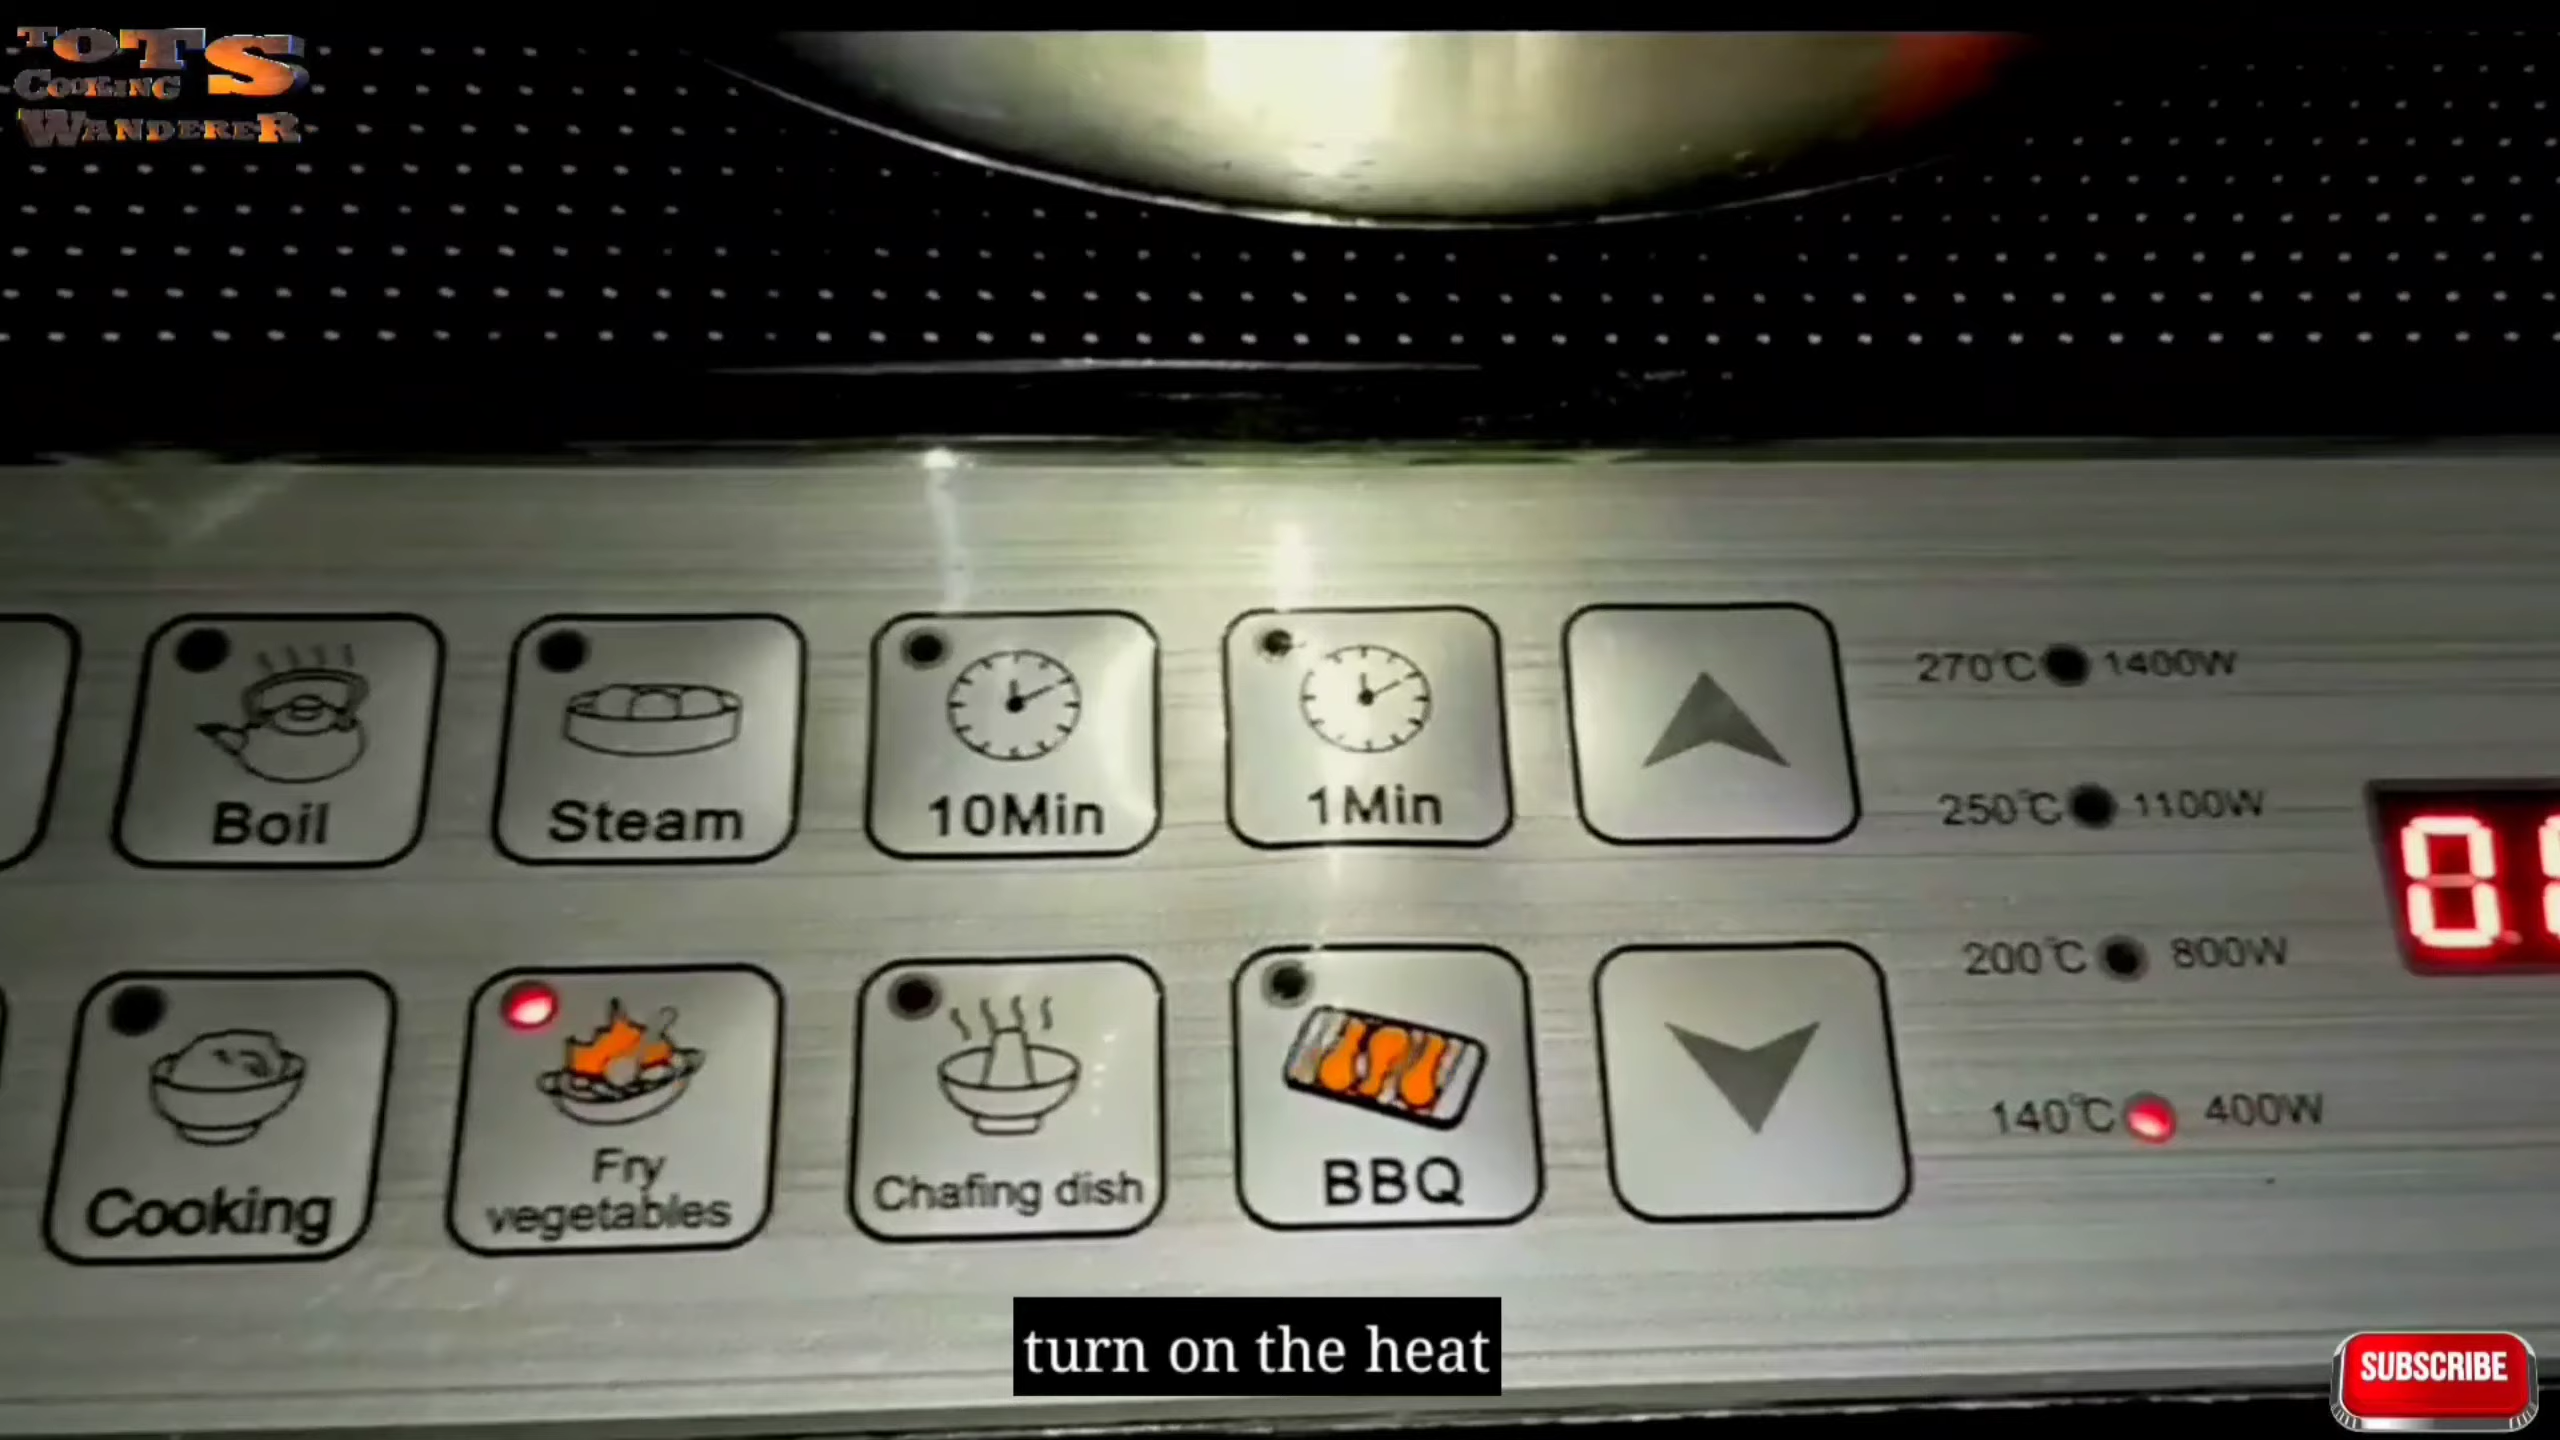 TOTS
COOKING
WANDERER
Boil
Steam
10Min
1Min
270℃ 1400W
250℃ 1100W
200℃ 800W
140℃ 400W
Cooking
Fry
vegetables
Chafing dish
BBQ
turn on the heat
SUBSCRIBE